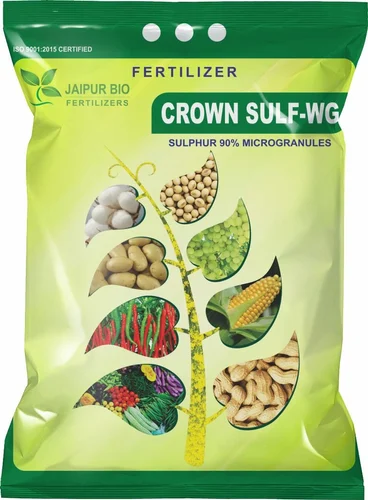 ISO 9001:2015 CERTIFIED
JAIPUR BIO
FERTILIZERS
FERTILIZER
CROWN SULF-WG
SULPHUR 90% MICROGRANULES